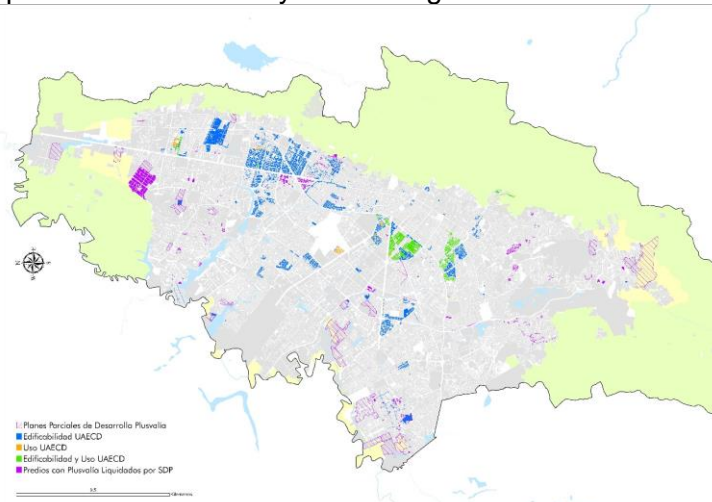 Planes Parciales de Desarrollo Plusvalía
Edificabilidad UAECD
Uso UAECD
Edificabilidad y Uso UAECD
Predios con Plusvalía Liquidados por SDP